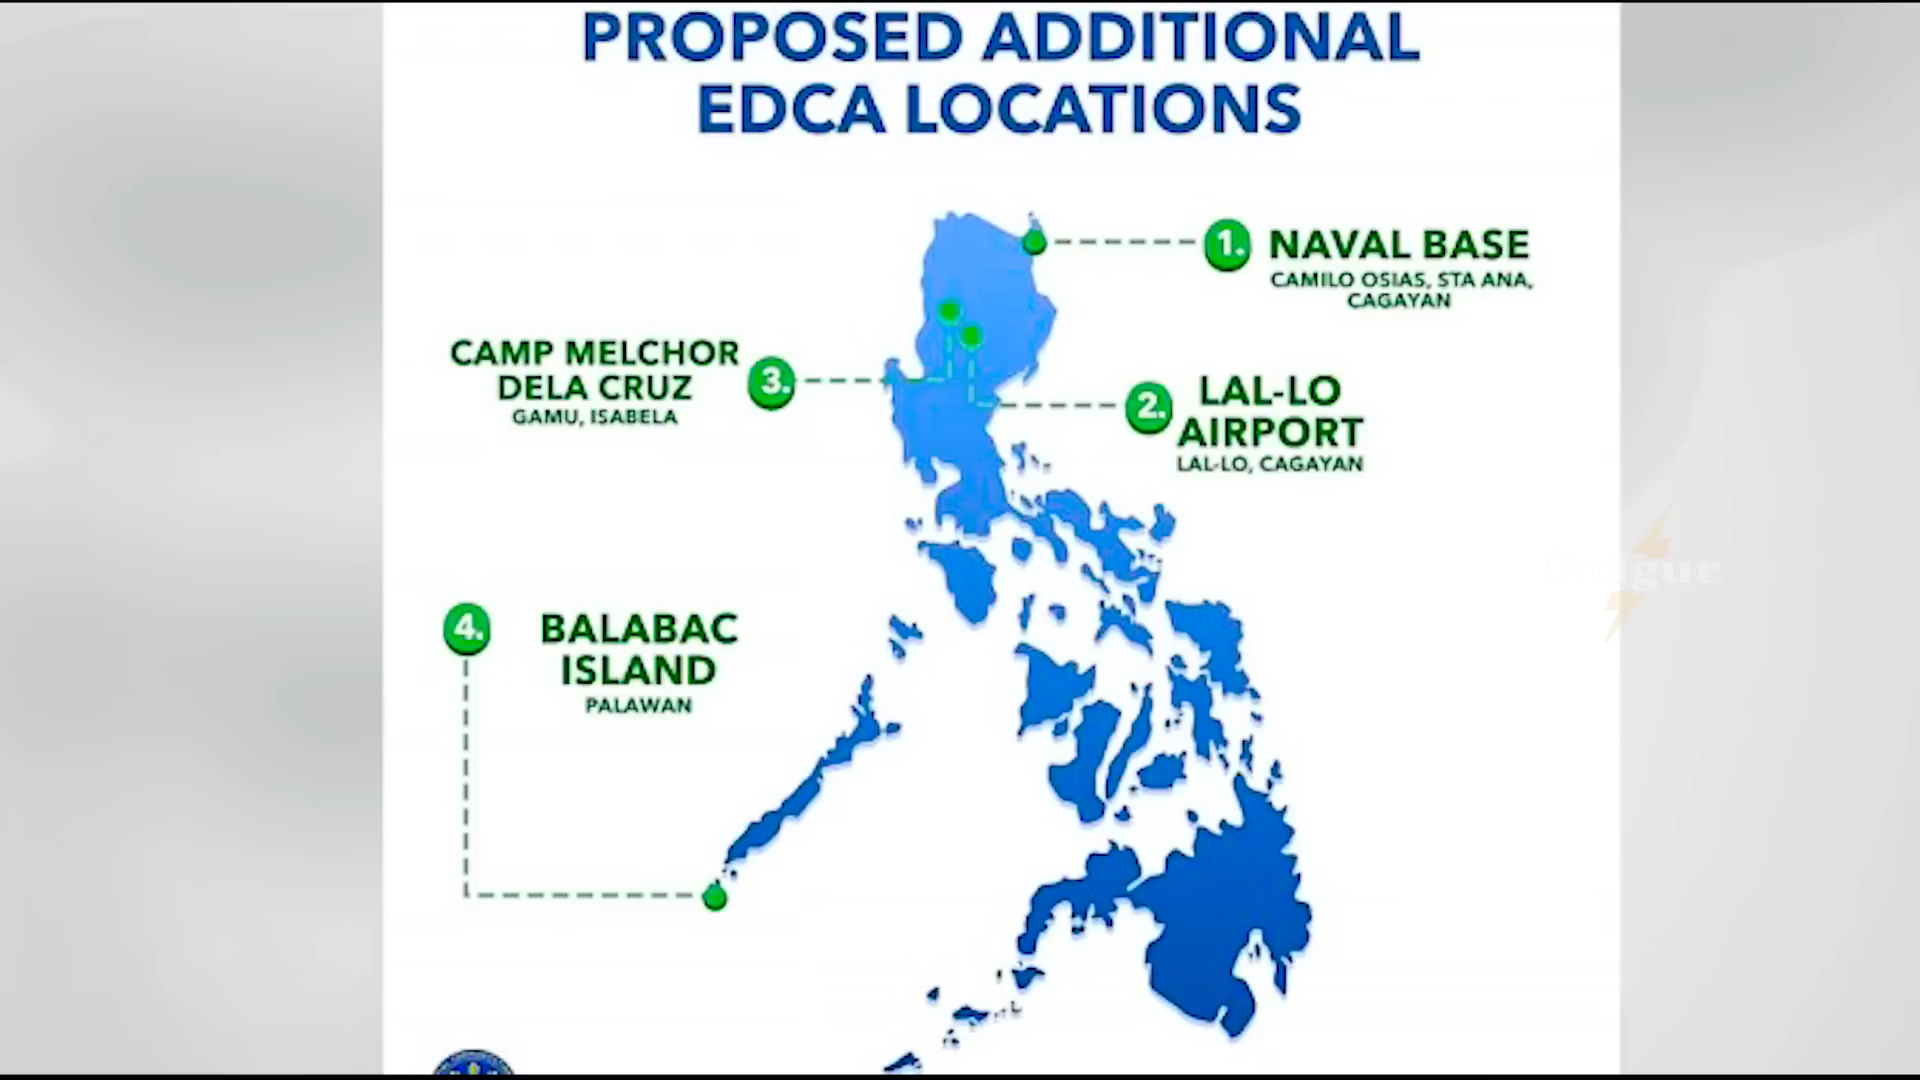 PROPOSED ADDITIONAL
EDCA LOCATIONS
1. NAVAL BASE
CAMILO OSIAS, STA ANA,
CAGAYAN
CAMP MELCHOR
DELA CRUZ
GAMU, ISABELA
3.
2. LAL-LO
AIRPORT
LAL-LO, CAGAYAN
4. BALABAC
ISLAND
PALAWAN